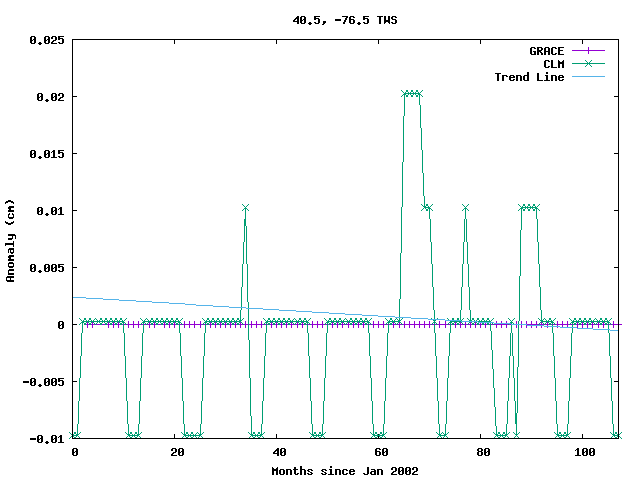 40.5, -76.5 TWS
0.025
0.02
0.015
0.01
0.005
0
-0.005
-0.01
Anomaly (cm)
GRACE
CLM
Trend Line
0 20 40 60 80 100
Months since Jan 2002